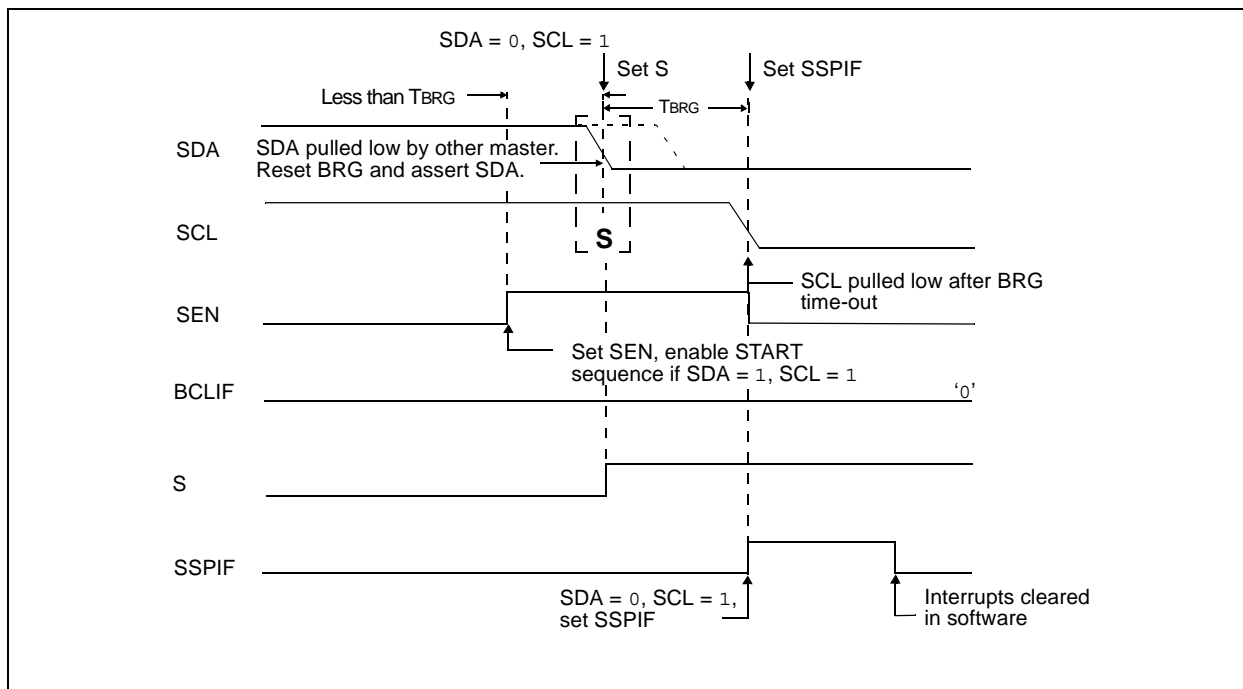 SDA = 0, SCL = 1
Set S
Set SSPIF
Less than TBRG
TBRG
SDA
SDA pulled low by other master.
Reset BRG and assert SDA.
SCL
S
SCL pulled low after BRG
time-out
SEN
Set SEN, enable START
sequence if SDA = 1, SCL = 1
BCLIF
‘0’
S
SSPIF
SDA = 0, SCL = 1,
set SSPIF
Interrupts cleared
in software